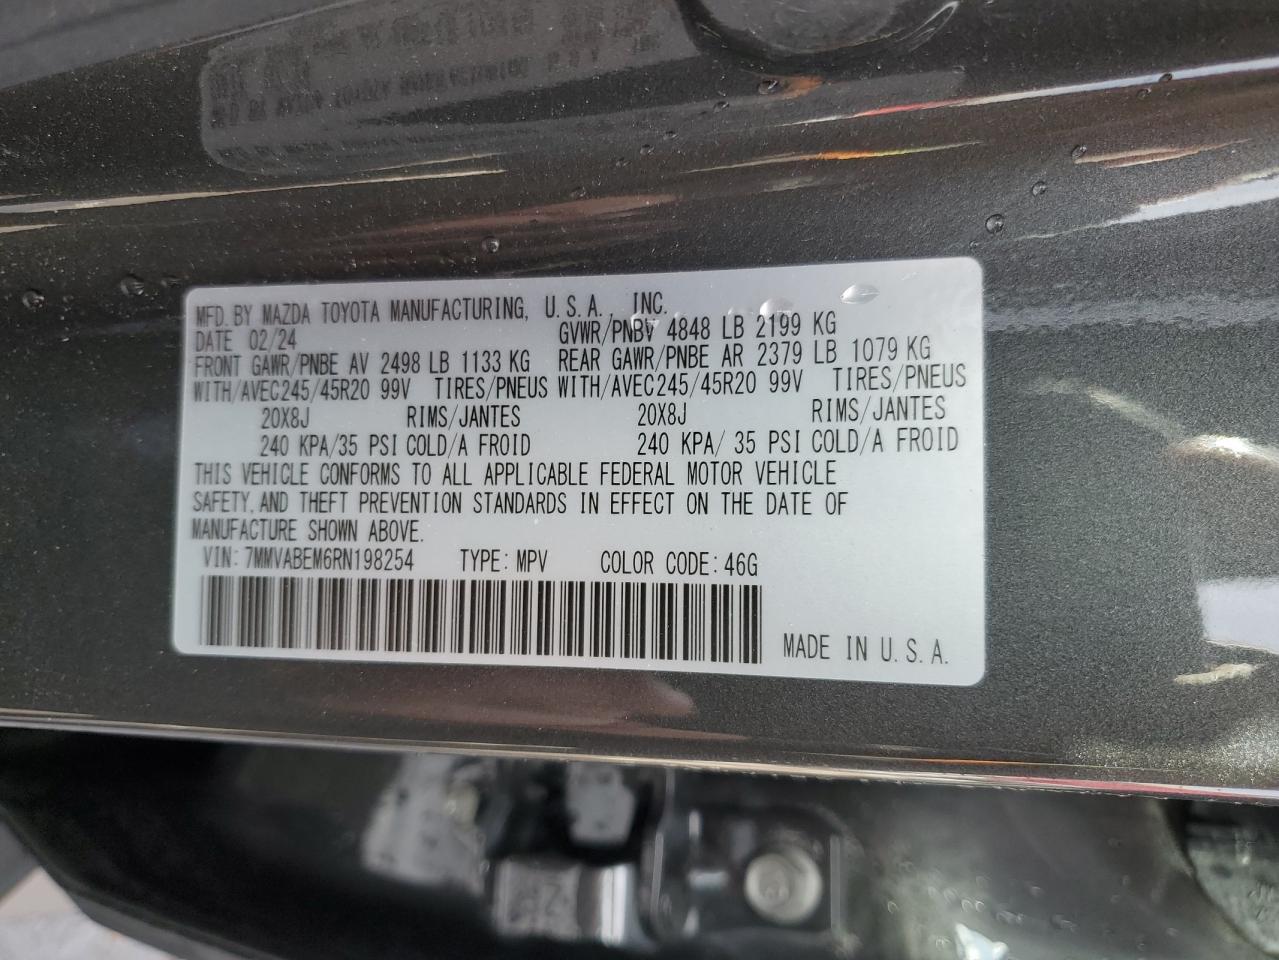 MFD. BY MAZDA TOYOTA MANUFACTURING, U.S.A., INC.
DATE 02/24 GVWR/PNBV 4848 LB 2199 KG
FRONT GAWR/PNBE AV 2498 LB 1133 KG REAR GAWR/PNBE AR 2379 LB 1079 KG
WITH/AVEC245/45R20 99V TIRES/PNEUS WITH/AVEC245/45R20 99V TIRES/PNEUS
20X8J RIMS/JANTES 20X8J RIMS/JANTES
240 KPA/35 PSI COLD/A FROID 240 KPA/ 35 PSI COLD/A FROID
THIS VEHICLE CONFORMS TO ALL APPLICABLE FEDERAL MOTOR VEHICLE
SAFETY, AND THEFT PREVENTION STANDARDS IN EFFECT ON THE DATE OF
MANUFACTURE SHOWN ABOVE.
VIN: 7MMVABEM6RN198254 TYPE: MPV COLOR CODE: 46G
MADE IN U.S.A.